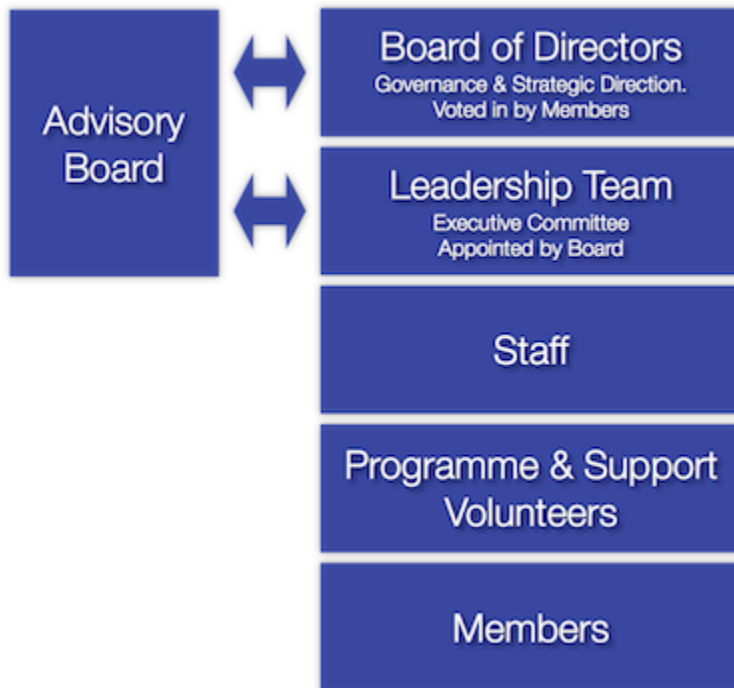 Advisory
Board
Board of Directors
Governance & Strategic Direction.
Voted in by Members
Leadership Team
Executive Committee
Appointed by Board
Staff
Programme & Support
Volunteers
Members